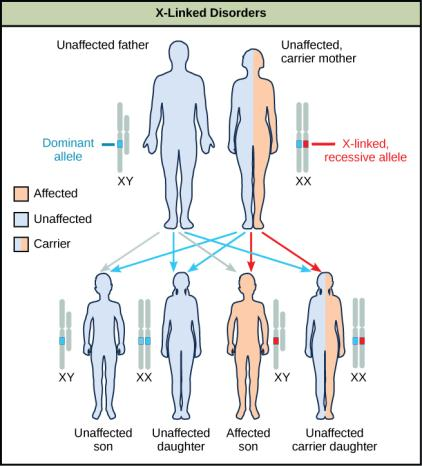 X-Linked Disorders
Unaffected father
Unaffected,
carrier mother
Dominant
allele
XY
XX
X-linked,
recessive allele
Affected
Unaffected
Carrier
XY
XX
XY
XX
Unaffected
son
Unaffected
daughter
Affected
son
Unaffected
carrier daughter